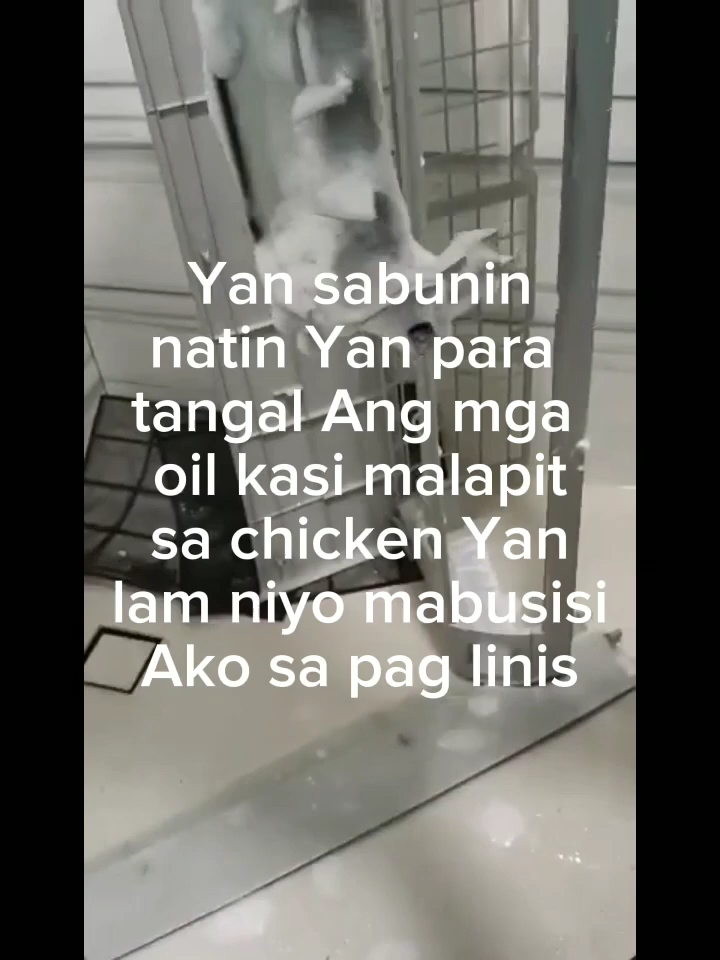 Yan sabunin
natin Yan para
tangal Ang mga
oil kasi malapit
sa chicken Yan
lam niyo mabusisi
Ako sa pag linis